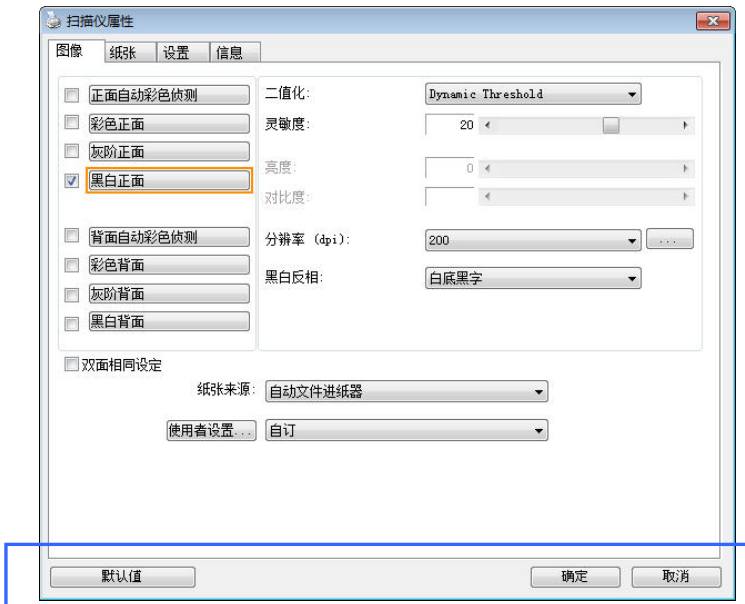 扫描仪属性
图像 纸张 设置 信息
正面自动彩色侦测
彩色正面
灰阶正面
黑白正面
背面自动彩色侦测
彩色背面
灰阶背面
黑白背面
二值化: Dynamic Threshold
灵敏度: 20
亮度: 0
对比度:
分辨率 (dpi): 200 ...
黑白反相: 白底黑字
双面相同设定
纸张来源: 自动文件进纸器
使用者设置... 自订
默认值 确定 取消